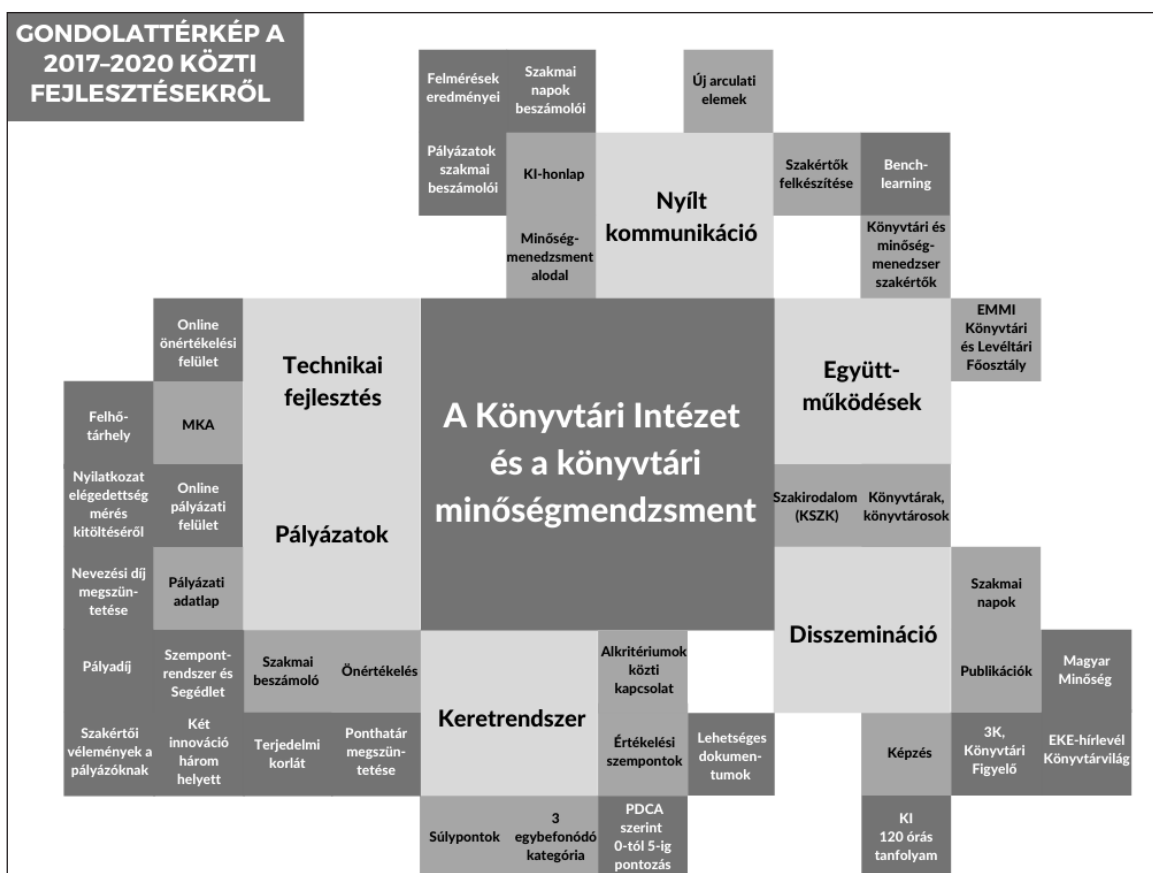 GONDOLATTÉRKÉP A
2017–2020 KÖZTI
FEJLESZTÉSEKRŐL
Felmérések
eredményei
Szakmai
napok
beszámolói
Új arculati
elemek
Pályázatok
szakmai
beszámolói
KI-honlap
Nyílt
kommunikáció
Szakértők
felkészítése
Bench-
learning
Minőség-
menedzsment
alodal
Könyvtári és
minőség-
menedzser
szakértők
Online
önértékelési
felület
Technikai
fejlesztés
A Könyvtári Intézet
és a könyvtári
minőségmendzsment
Együtt-
működések
EMMI
Könyvtári
és Levéltári
Főosztály
Felhő-
tárhely
MKA
Nyilatkozat
elégedettség
mérés
kitöltéséről
Online
pályázati
felület
Pályázatok
Szakirodalom
(KSZK)
Könyvtárak,
könyvtárosok
Nevezési díj
megszün-
tetése
Pályázati
adatlap
Disszemináció
Szakmai
napok
Pályadíj
Szempont-
rendszer és
Segédlet
Szakmai
beszámoló
Önértékelés
Keretrendszer
Alkritériumok
közti
kapcsolat
Publikációk
Magyar
Minőség
Szakértői
vélemények a
pályázóknak
Két
innováció
három
helyett
Terjedelmi
korlát
Ponthatár
megszün-
tetése
Értékelési
szempontok
Lehetséges
dokumen-
tumok
Képzés
3K,
Könyvtári
Figyelő
EKE-hírlevél
Könyvtárvilág
Súlypontok
3
egybefonódó
kategória
PDCA
szerint
0-tól 5-ig
pontozás
KI
120 órás
tanfolyam